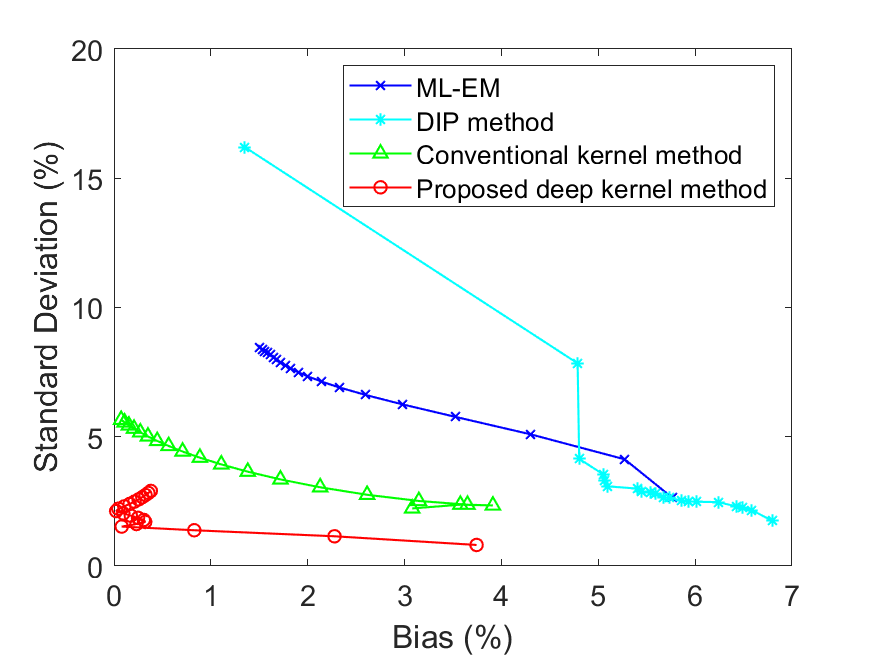 20
15
10
5
0
Standard Deviation (%)
ML-EM
DIP method
Conventional kernel method
Proposed deep kernel method
0 1 2 3 4 5 6 7
Bias (%)